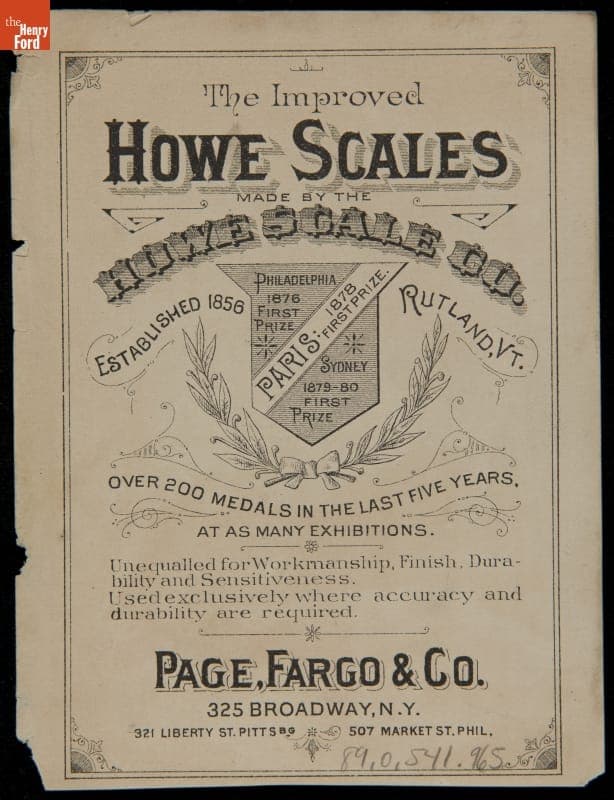 the
Henry
Ford
The Improved
HOWE SCALES
MADE BY THE
HOWE SCALE CO.
ESTABLISHED 1856
RUTLAND, VT.
PHILADELPHIA
1876
FIRST
PRIZE
PARIS: 1878 FIRST PRIZE.
SYDNEY
1879-80
FIRST
PRIZE
OVER 200 MEDALS IN THE LAST FIVE YEARS,
AT AS MANY EXHIBITIONS.
Unequalled for Workmanship, Finish, Dura-
bility and Sensitiveness.
Used exclusively where accuracy and
durability are required.
PAGE, FARGO & CO.
325 BROADWAY, N.Y.
321 LIBERTY ST. PITTSBG 507 MARKET ST. PHIL.
89.0.541.965